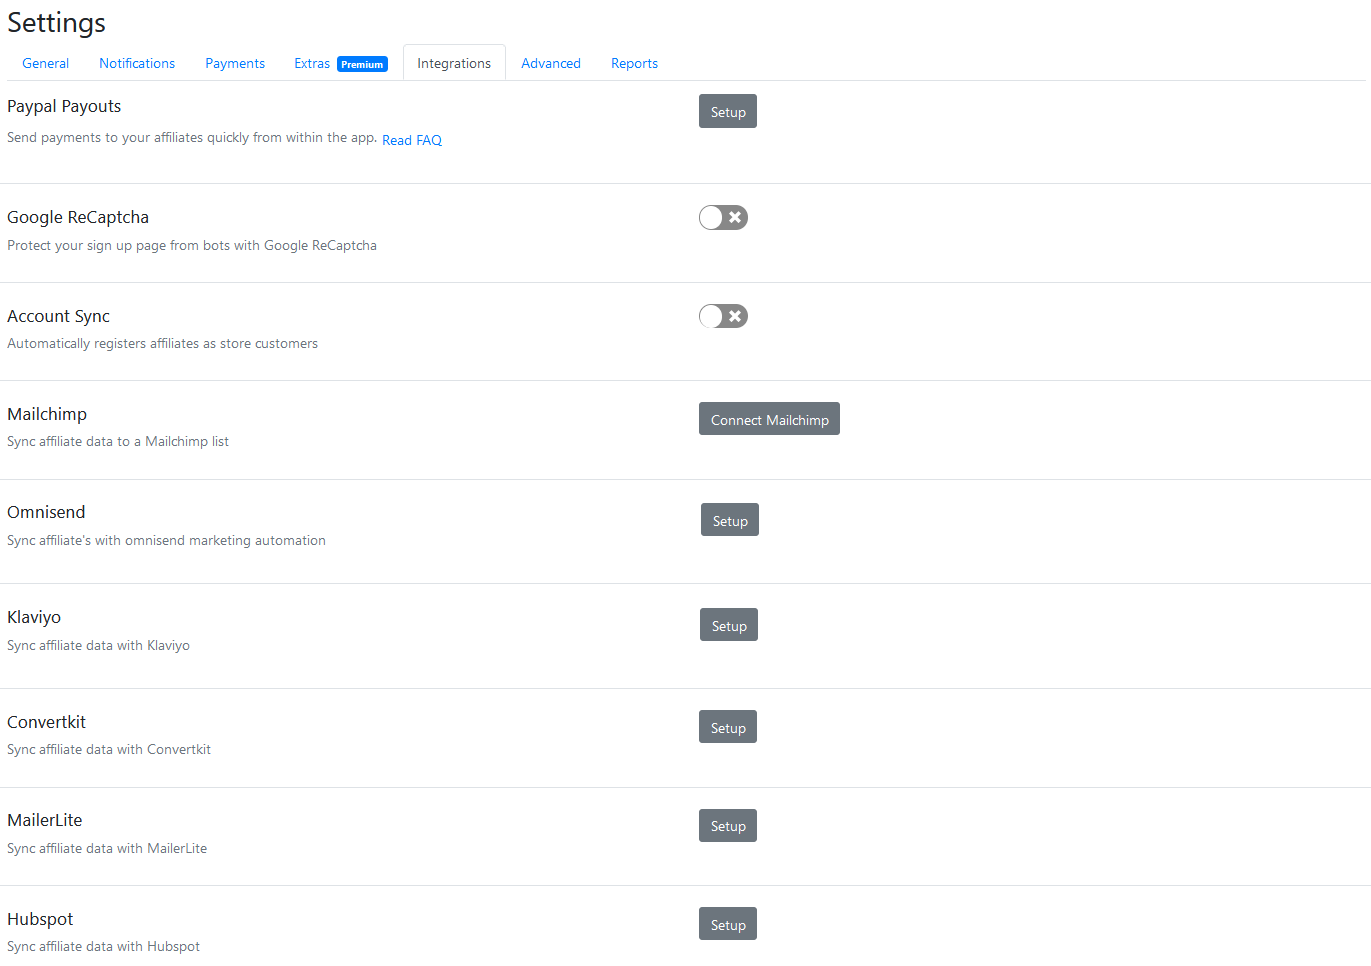 Settings
General Notifications Payments Extras Premium Integrations Advanced Reports
Paypal Payouts
Setup
Send payments to your affiliates quickly from within the app. Read FAQ
Google ReCaptcha
Protect your sign up page from bots with Google ReCaptcha
Account Sync
Automatically registers affiliates as store customers
Mailchimp
Connect Mailchimp
Sync affiliate data to a Mailchimp list
Omnisend
Setup
Sync affiliate's with omnisend marketing automation
Klaviyo
Setup
Sync affiliate data with Klaviyo
Convertkit
Setup
Sync affiliate data with Convertkit
MailerLite
Setup
Sync affiliate data with MailerLite
Hubspot
Setup
Sync affiliate data with Hubspot